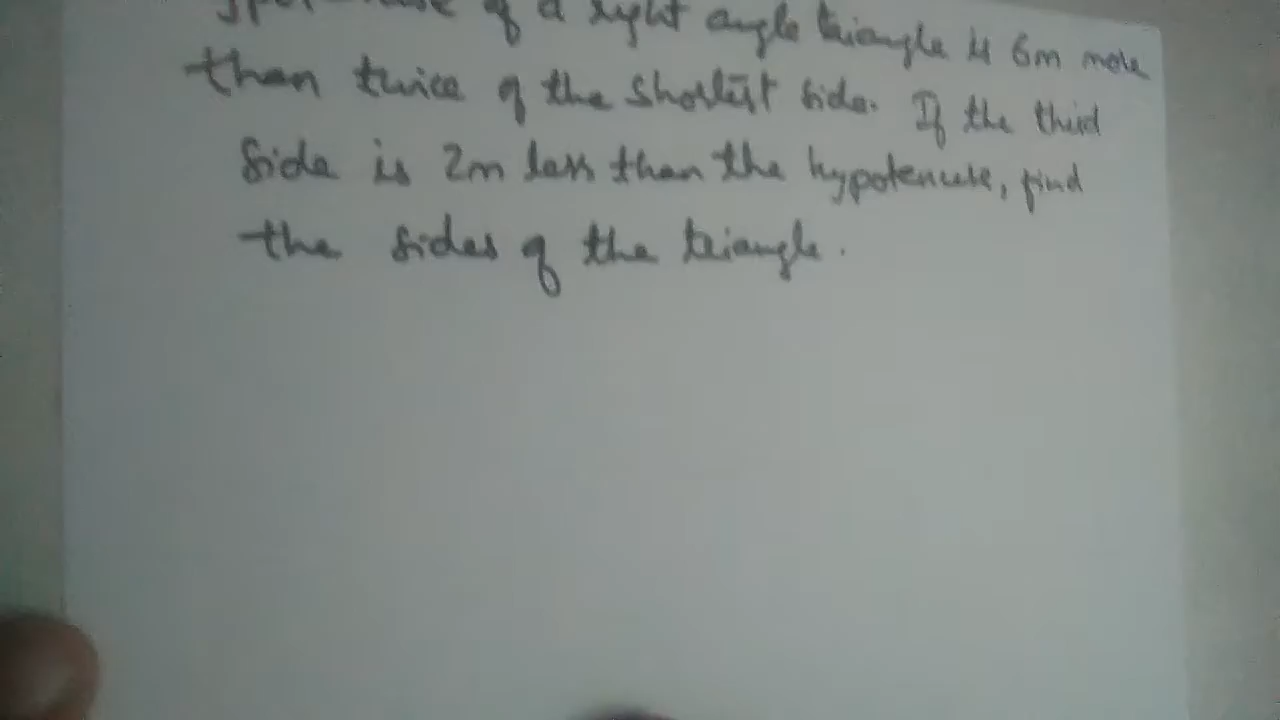 of a right angle triangle is 6m more
than twice of the shortest side. If the third
side is 2m less than the hypotenuse, find
the sides of the triangle.